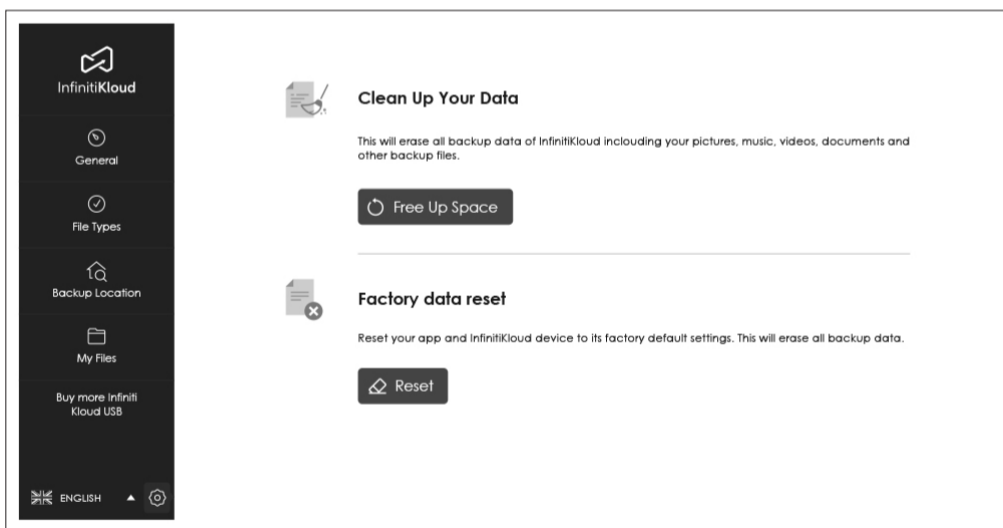 InfinitiKloud
General
File Types
Backup Location
My Files
Buy more Infiniti
Kloud USB
ENGLISH
Clean Up Your Data
This will erase all backup data of InfinitiKloud inclouding your pictures, music, videos, documents and
other backup files.
Free Up Space
Factory data reset
Reset your app and InfinitiKloud device to its factory default settings. This will erase all backup data.
Reset